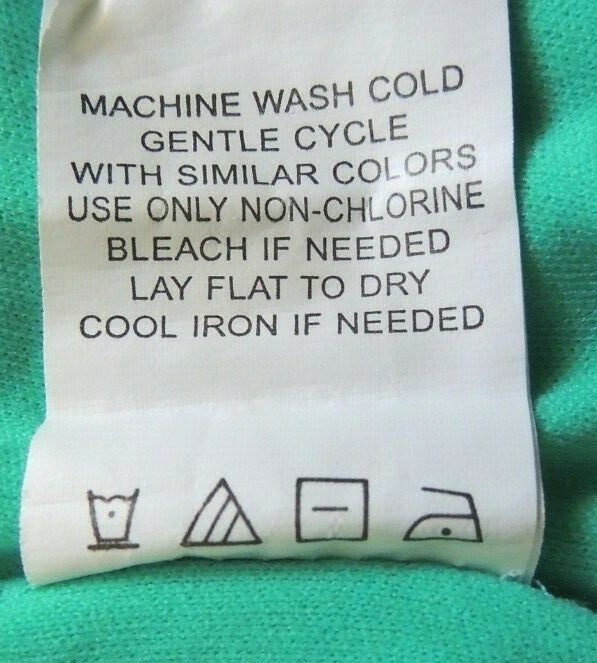 MACHINE WASH COLD
GENTLE CYCLE
WITH SIMILAR COLORS
USE ONLY NON-CHLORINE
BLEACH IF NEEDED
LAY FLAT TO DRY
COOL IRON IF NEEDED